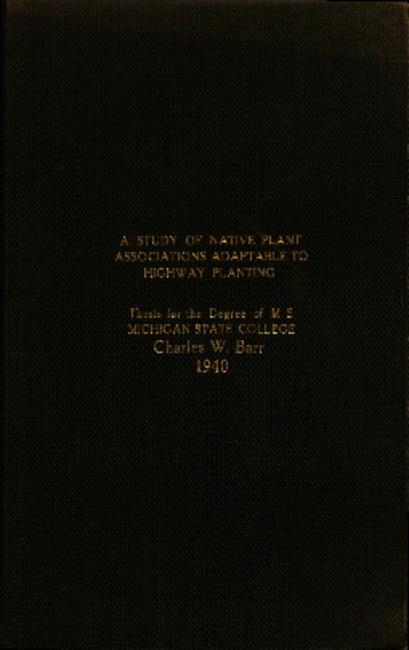 A STUDY OF NATIVE PLANT
ASSOCIATIONS ADAPTABLE TO
HIGHWAY PLANTING
Thesis for the Degree of M. S.
MICHIGAN STATE COLLEGE
Charles W. Barr
1940